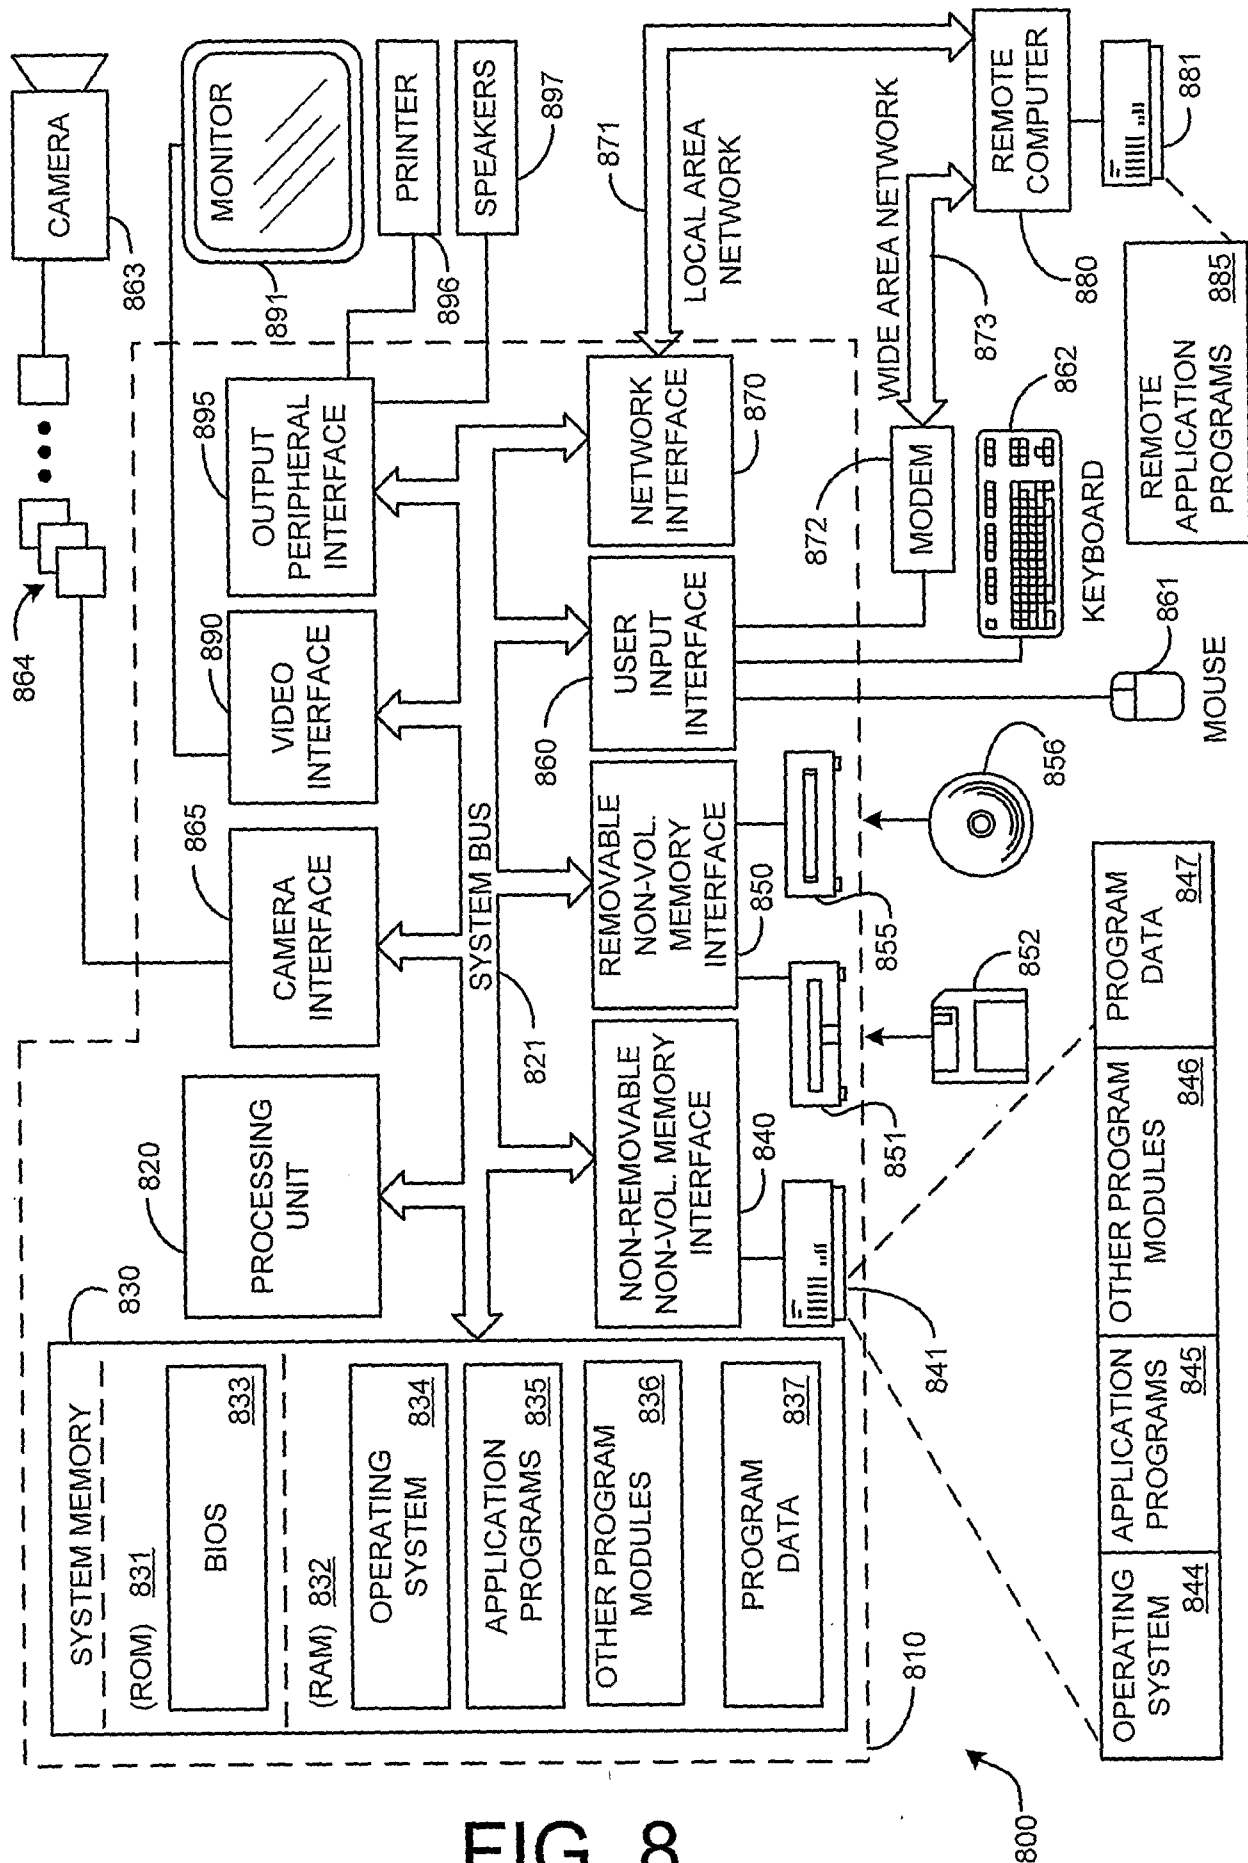 SYSTEM MEMORY
(ROM) 831
BIOS
833
(RAM) 832
OPERATING
SYSTEM
834
APPLICATION
PROGRAMS
835
OTHER PROGRAM
MODULES
836
PROGRAM
DATA
837
830
820
PROCESSING
UNIT
865
CAMERA
INTERFACE
890
VIDEO
INTERFACE
895
OUTPUT
PERIPHERAL
INTERFACE
864
CAMERA
863
MONITOR
891
PRINTER
896
SPEAKERS
897
SYSTEM BUS
821
NON-REMOVABLE
NON-VOL. MEMORY
INTERFACE
840
REMOVABLE
NON-VOL.
MEMORY
INTERFACE
850
860
USER
INPUT
INTERFACE
NETWORK
INTERFACE
870
871
LOCAL AREA
NETWORK
841
851
855
852
856
872
MODEM
WIDE AREA NETWORK
873
862
KEYBOARD
861
MOUSE
REMOTE
COMPUTER
880
881
REMOTE
APPLICATION
PROGRAMS
885
OPERATING
SYSTEM
844
APPLICATION
PROGRAMS
845
OTHER PROGRAM
MODULES
846
PROGRAM
DATA
847
810
800
FIG. 8